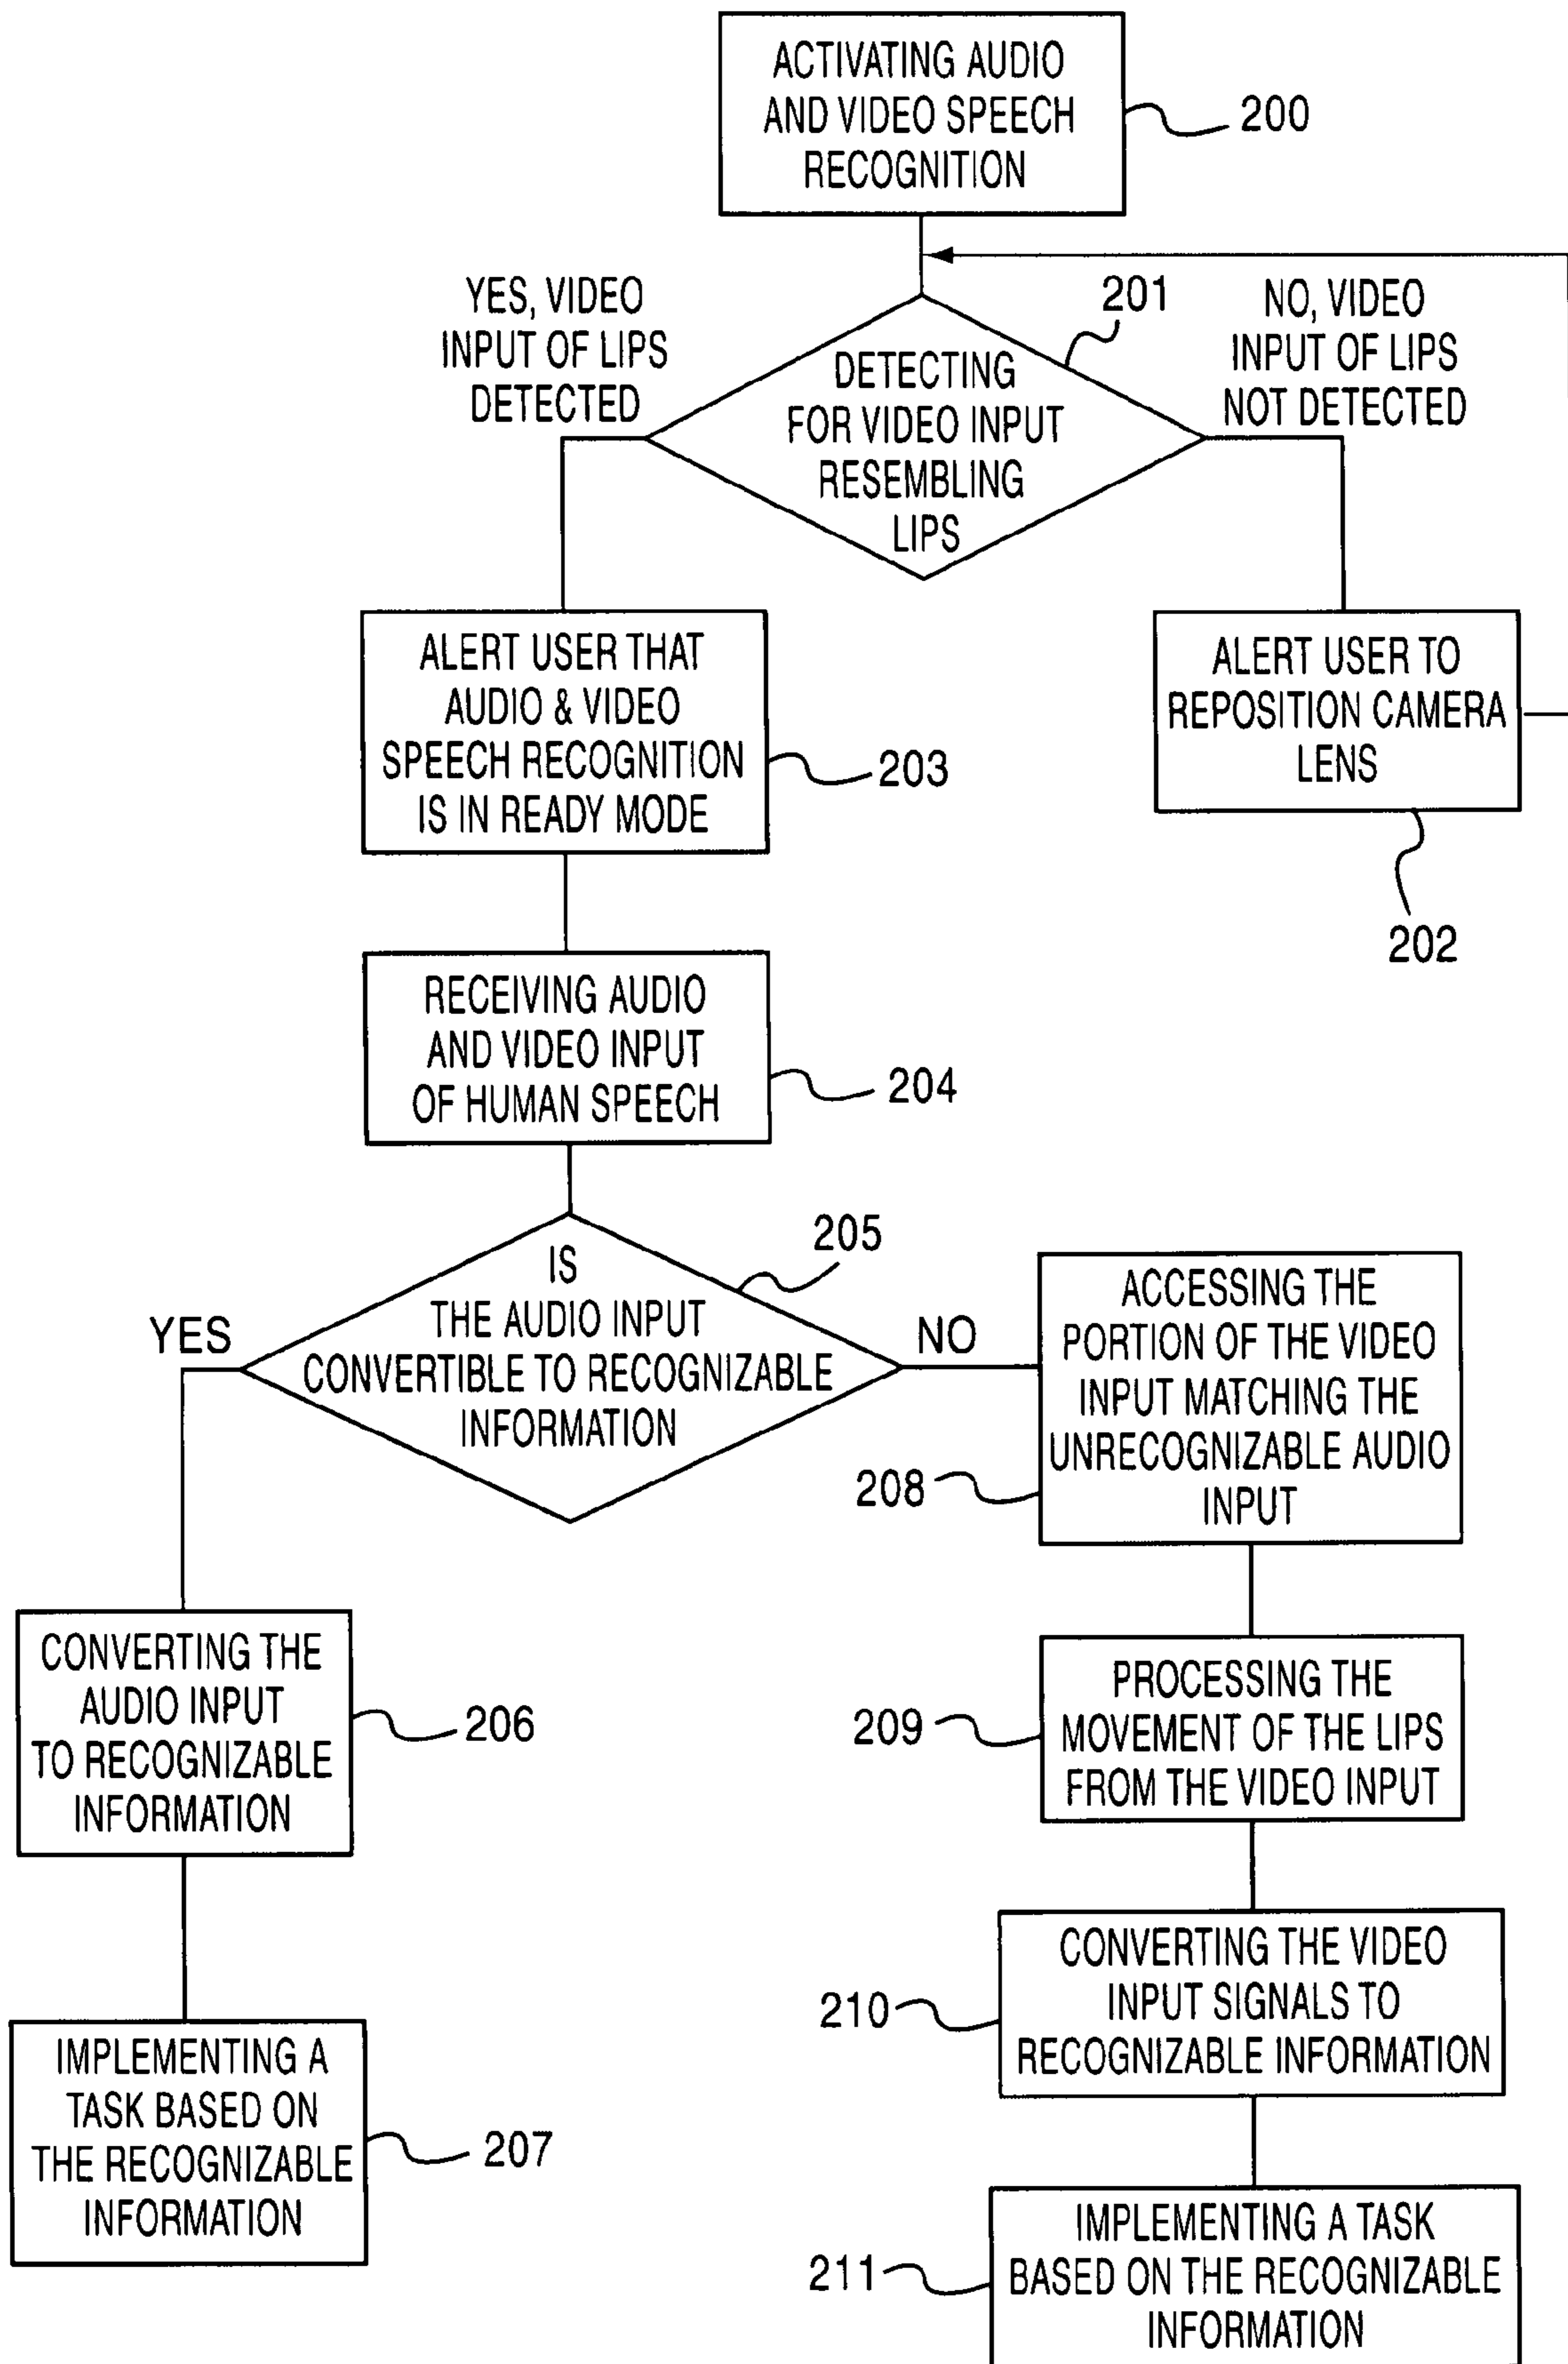 ACTIVATING AUDIO
AND VIDEO SPEECH
RECOGNITION
200
YES, VIDEO
INPUT OF LIPS
DETECTED
201
NO, VIDEO
INPUT OF LIPS
NOT DETECTED
DETECTING
FOR VIDEO INPUT
RESEMBLING
LIPS
ALERT USER THAT
AUDIO & VIDEO
SPEECH RECOGNITION
IS IN READY MODE
203
ALERT USER TO
REPOSITION CAMERA
LENS
202
RECEIVING AUDIO
AND VIDEO INPUT
OF HUMAN SPEECH
204
205
IS
THE AUDIO INPUT
CONVERTIBLE TO RECOGNIZABLE
INFORMATION
YES
NO
ACCESSING THE
PORTION OF THE VIDEO
INPUT MATCHING THE
UNRECOGNIZABLE AUDIO
INPUT
208
CONVERTING THE
AUDIO INPUT
TO RECOGNIZABLE
INFORMATION
206
PROCESSING THE
MOVEMENT OF THE LIPS
FROM THE VIDEO INPUT
209
CONVERTING THE VIDEO
INPUT SIGNALS TO
RECOGNIZABLE INFORMATION
210
IMPLEMENTING A
TASK BASED ON
THE RECOGNIZABLE
INFORMATION
207
IMPLEMENTING A TASK
BASED ON THE RECOGNIZABLE
INFORMATION
211